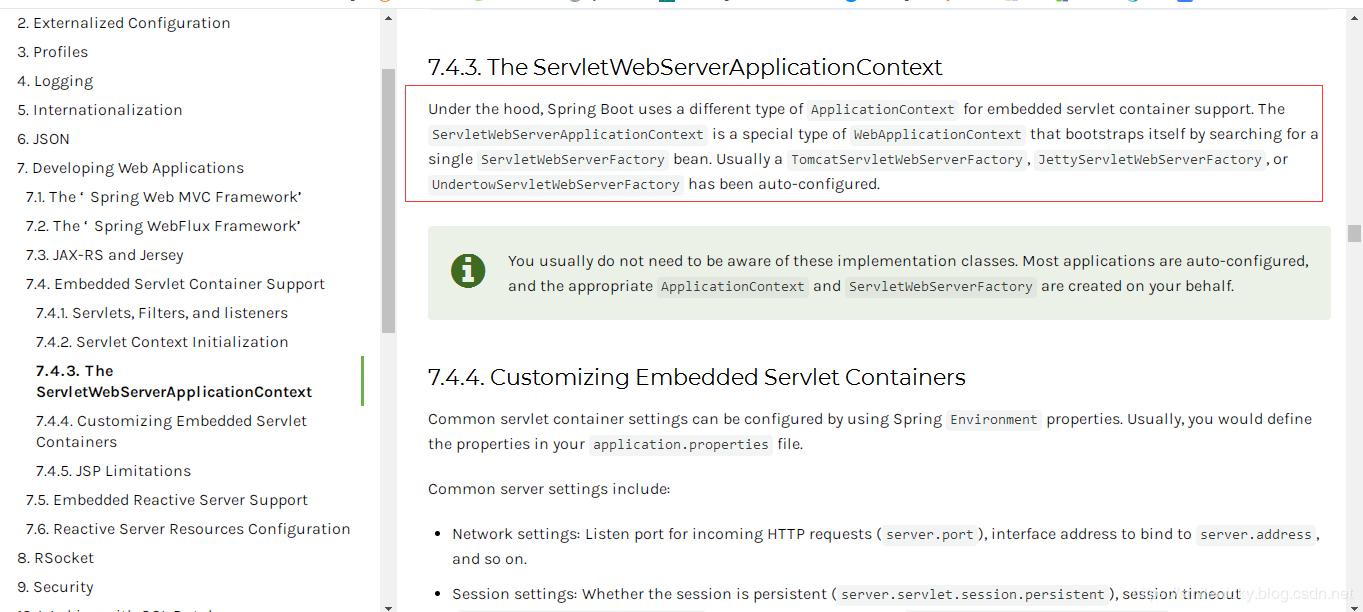 2. Externalized Configuration
3. Profiles
4. Logging
5. Internationalization
6. JSON
7. Developing Web Applications
7.1. The ‘ Spring Web MVC Framework’
7.2. The ‘ Spring WebFlux Framework’
7.3. JAX-RS and Jersey
7.4. Embedded Servlet Container Support
7.4.1. Servlets, Filters, and listeners
7.4.2. Servlet Context Initialization
7.4.3. The
ServletWebServerApplicationContext
7.4.4. Customizing Embedded Servlet
Containers
7.4.5. JSP Limitations
7.5. Embedded Reactive Server Support
7.6. Reactive Server Resources Configuration
8. RSocket
9. Security
7.4.3. The ServletWebServerApplicationContext
Under the hood, Spring Boot uses a different type of ApplicationContext for embedded servlet container support. The
ServletWebServerApplicationContext is a special type of WebApplicationContext that bootstraps itself by searching for a
single ServletWebServerFactory bean. Usually a TomcatServletWebServerFactory, JettyServletWebServerFactory, or
UndertowServletWebServerFactory has been auto-configured.
You usually do not need to be aware of these implementation classes. Most applications are auto-configured,
and the appropriate ApplicationContext and ServletWebServerFactory are created on your behalf.
7.4.4. Customizing Embedded Servlet Containers
Common servlet container settings can be configured by using Spring Environment properties. Usually, you would define
the properties in your application.properties file.
Common server settings include:
• Network settings: Listen port for incoming HTTP requests (server.port), interface address to bind to server.address,
and so on.
• Session settings: Whether the session is persistent (server.servlet.session.persistent), session timeout
blog.csdn.net